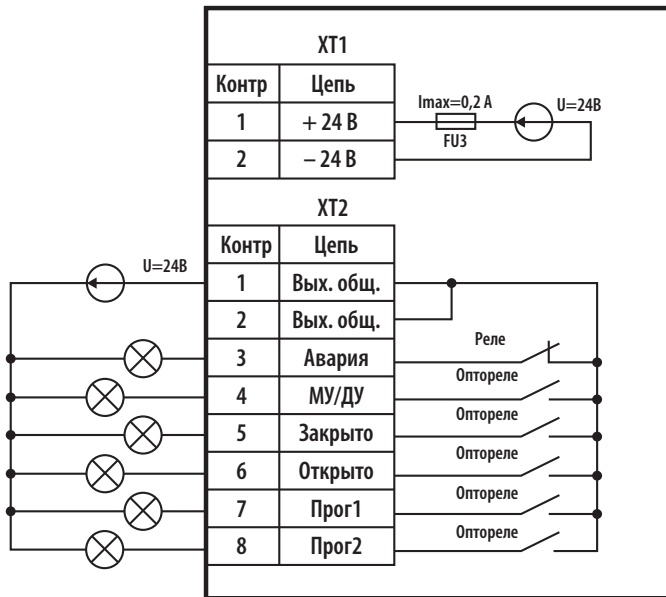 XT1
Контр Цепь
1 + 24 В
2 – 24 В
Imax=0,2 А
FU3
U=24В
XT2
Контр Цепь
U=24В
1 Вых. общ.
2 Вых. общ.
3 Авария Реле
4 МУ/ДУ Оптореле
5 Закрыто Оптореле
6 Открыто Оптореле
7 Прог1 Оптореле
8 Прог2 Оптореле